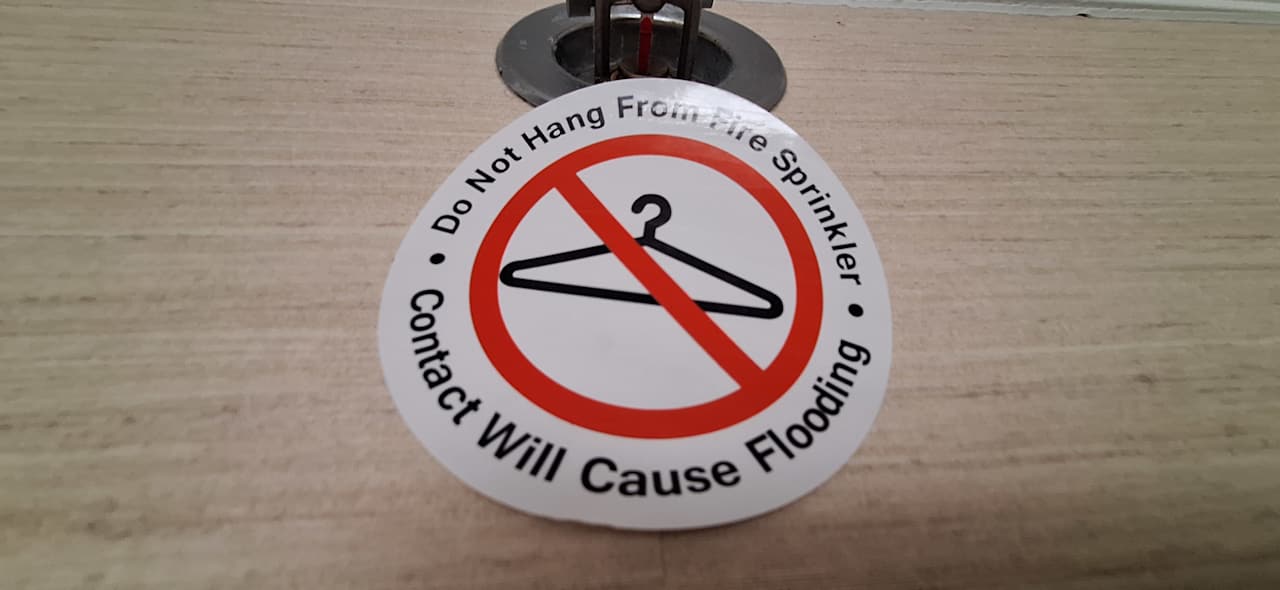 • Do Not Hang From Fire Sprinkler •
Contact Will Cause Flooding